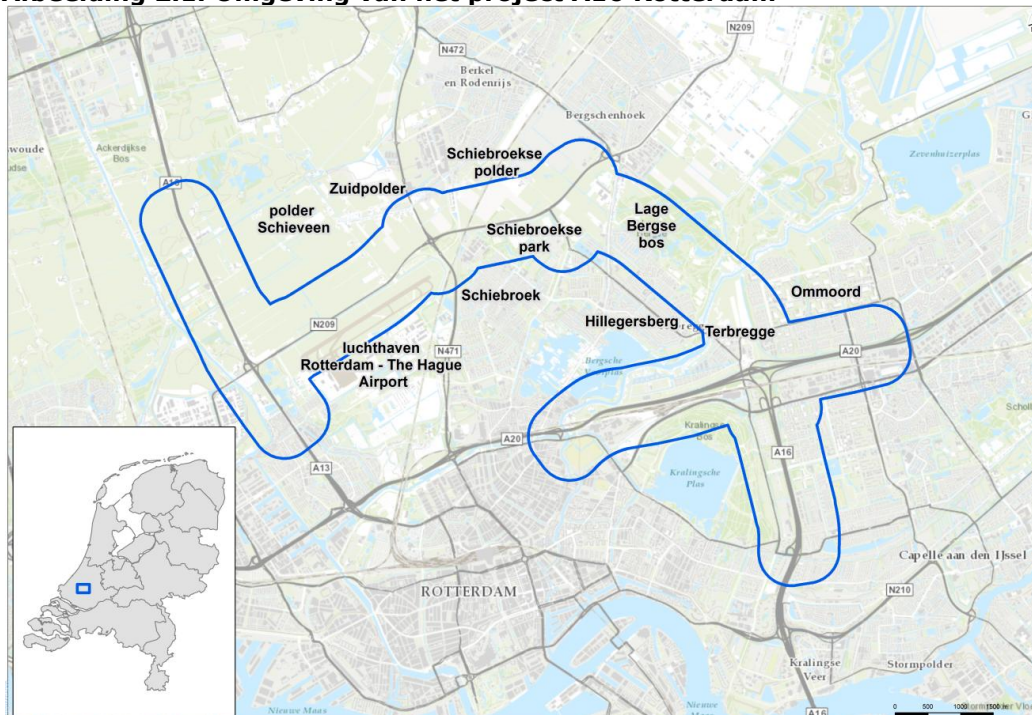 Afbeelding 2.1: Omgeving van het project A16 Rotterdam
N209
N472
Berkel
en Rodenrijs
Bergschenhoek
Ackerdijkse
Bos
Zevenhuizerplas
A13
Schiebroekse
polder
Zuidpolder
polder
Schieveen
Lage
Bergse
bos
Schiebroekse
park
Schiebroek
Ommoord
Hillegersberg
Terbregge
N209
N471
A20
luchthaven
Rotterdam - The Hague
Airport
Bergsche
A20
A13
Kralingse
Bos
A16
Kralingsche
Plas
Capelle aan den IJssel
ROTTERDAM
N210
Kralingse
Veer
Stormpolder
Nieuwe Maas
Nieuwe Maas
A16
0 500 1000 1500 m